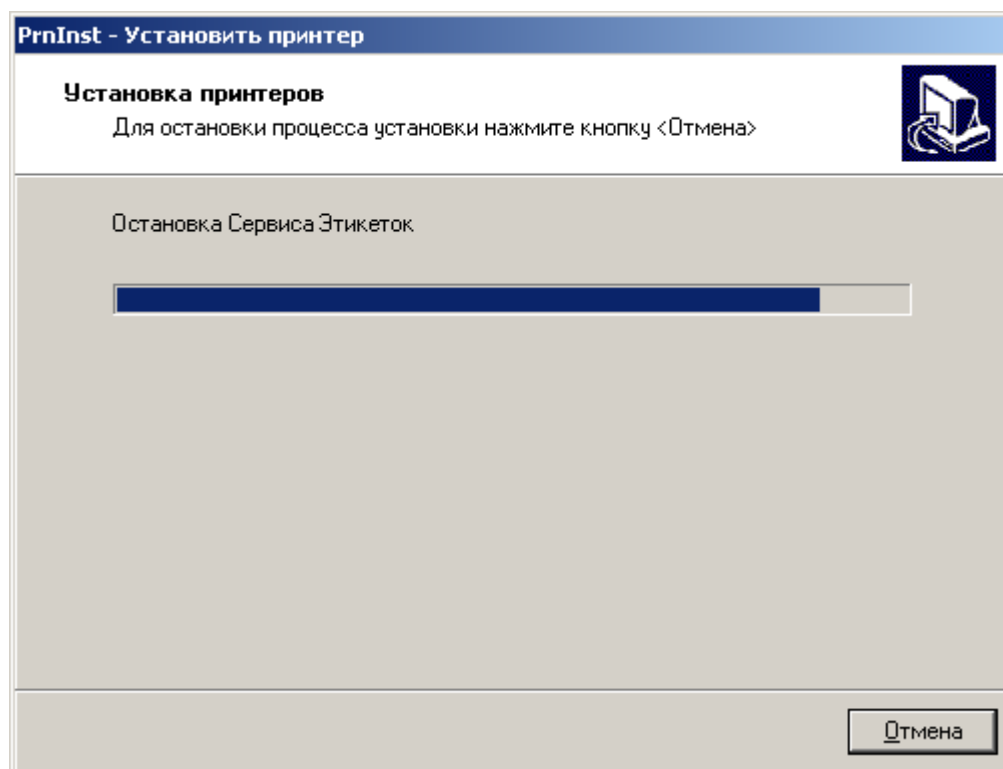 PrnInst - Установить принтер
Установка принтеров
Для остановки процесса установки нажмите кнопку <Отмена>
Остановка Сервиса Этикеток
Отмена